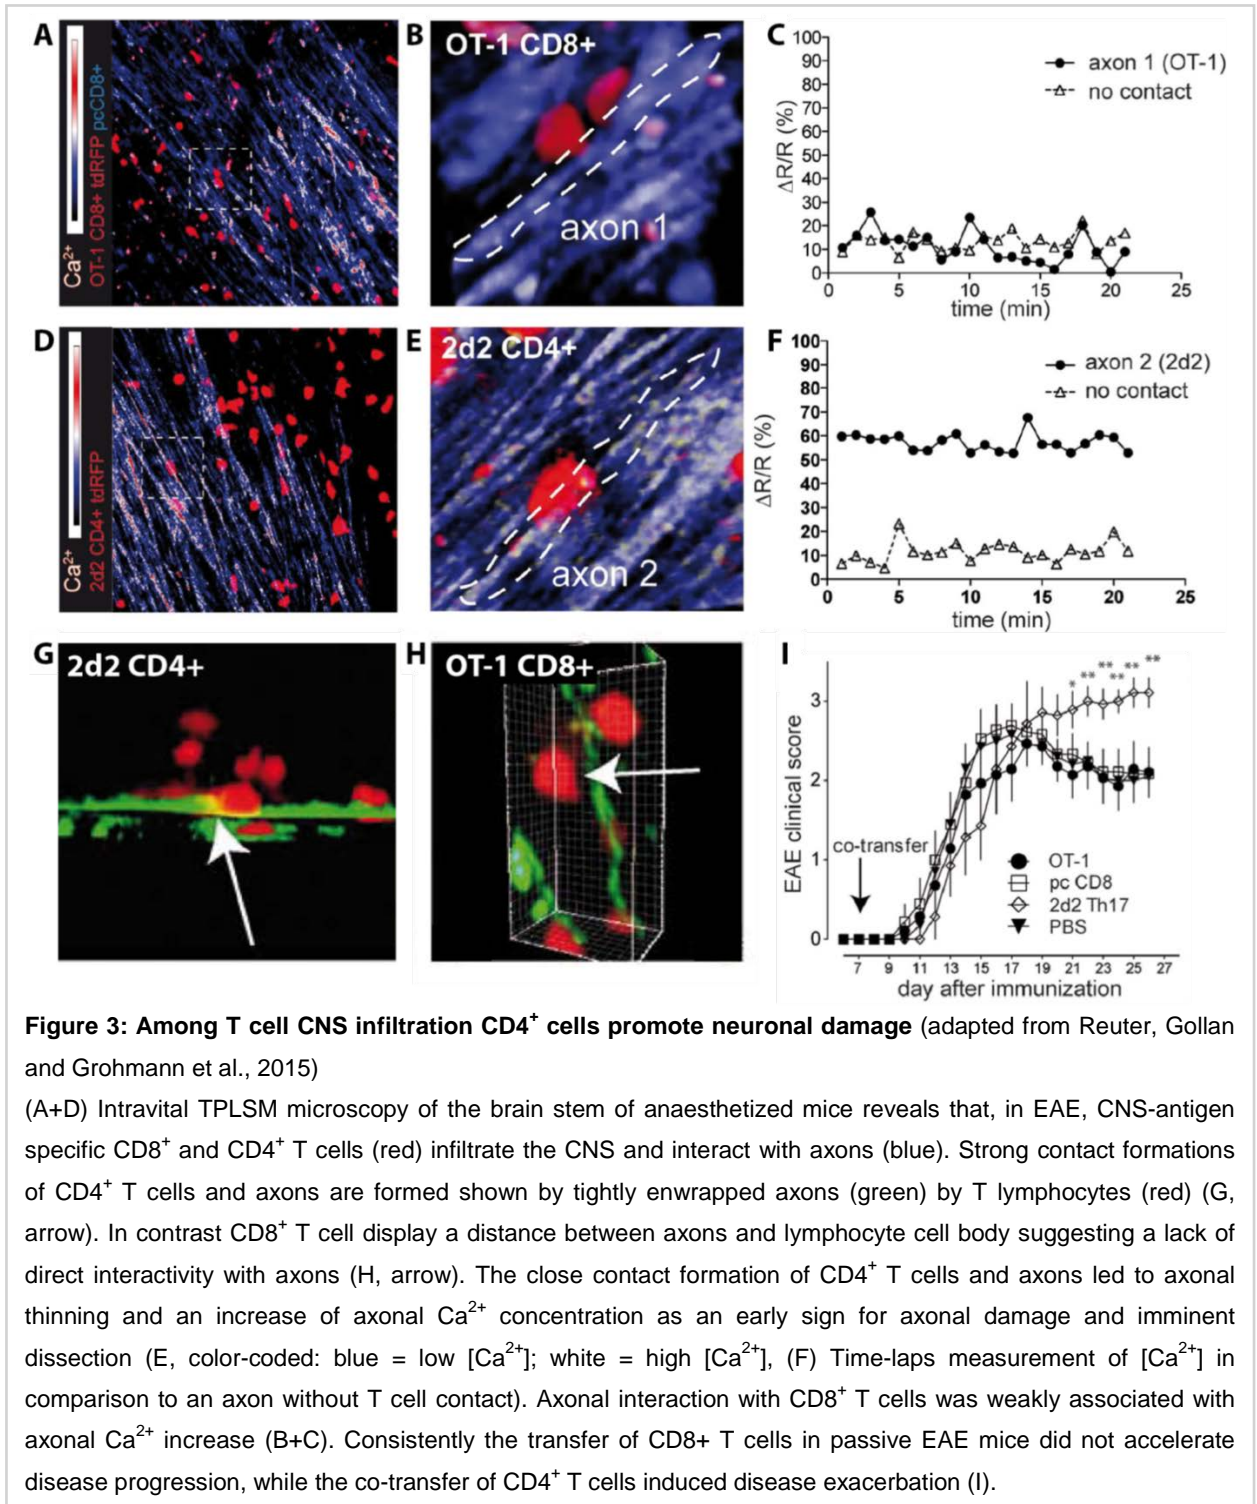 A
Ca2+
OT-1 CD8+ tdRFP pcCD8+
B
OT-1 CD8+
axon 1
C
100
90
80
70
60
50
40
30
20
10
0
ΔR/R (%)
axon 1 (OT-1)
no contact
0 5 10 15 20 25
time (min)
D
Ca2+
2d2 CD4+ tdRFP
E
2d2 CD4+
axon 2
F
100
90
80
70
60
50
40
30
20
10
0
ΔR/R (%)
axon 2 (2d2)
no contact
0 5 10 15 20 25
time (min)
G
2d2 CD4+
H
OT-1 CD8+
I
3
2
1
0
EAE clinical score
* ** ** ** ** **
co-transfer
OT-1
pc CD8
2d2 Th17
PBS
7 9 11 13 15 17 19 21 23 25 27
day after immunization
Figure 3: Among T cell CNS infiltration CD4+ cells promote neuronal damage (adapted from Reuter, Gollan
and Grohmann et al., 2015)
(A+D) Intravital TPLSM microscopy of the brain stem of anaesthetized mice reveals that, in EAE, CNS-antigen
specific CD8+ and CD4+ T cells (red) infiltrate the CNS and interact with axons (blue). Strong contact formations
of CD4+ T cells and axons are formed shown by tightly enwrapped axons (green) by T lymphocytes (red) (G,
arrow). In contrast CD8+ T cell display a distance between axons and lymphocyte cell body suggesting a lack of
direct interactivity with axons (H, arrow). The close contact formation of CD4+ T cells and axons led to axonal
thinning and an increase of axonal Ca2+ concentration as an early sign for axonal damage and imminent
dissection (E, color-coded: blue = low [Ca2+]; white = high [Ca2+], (F) Time-laps measurement of [Ca2+] in
comparison to an axon without T cell contact). Axonal interaction with CD8+ T cells was weakly associated with
axonal Ca2+ increase (B+C). Consistently the transfer of CD8+ T cells in passive EAE mice did not accelerate
disease progression, while the co-transfer of CD4+ T cells induced disease exacerbation (I).